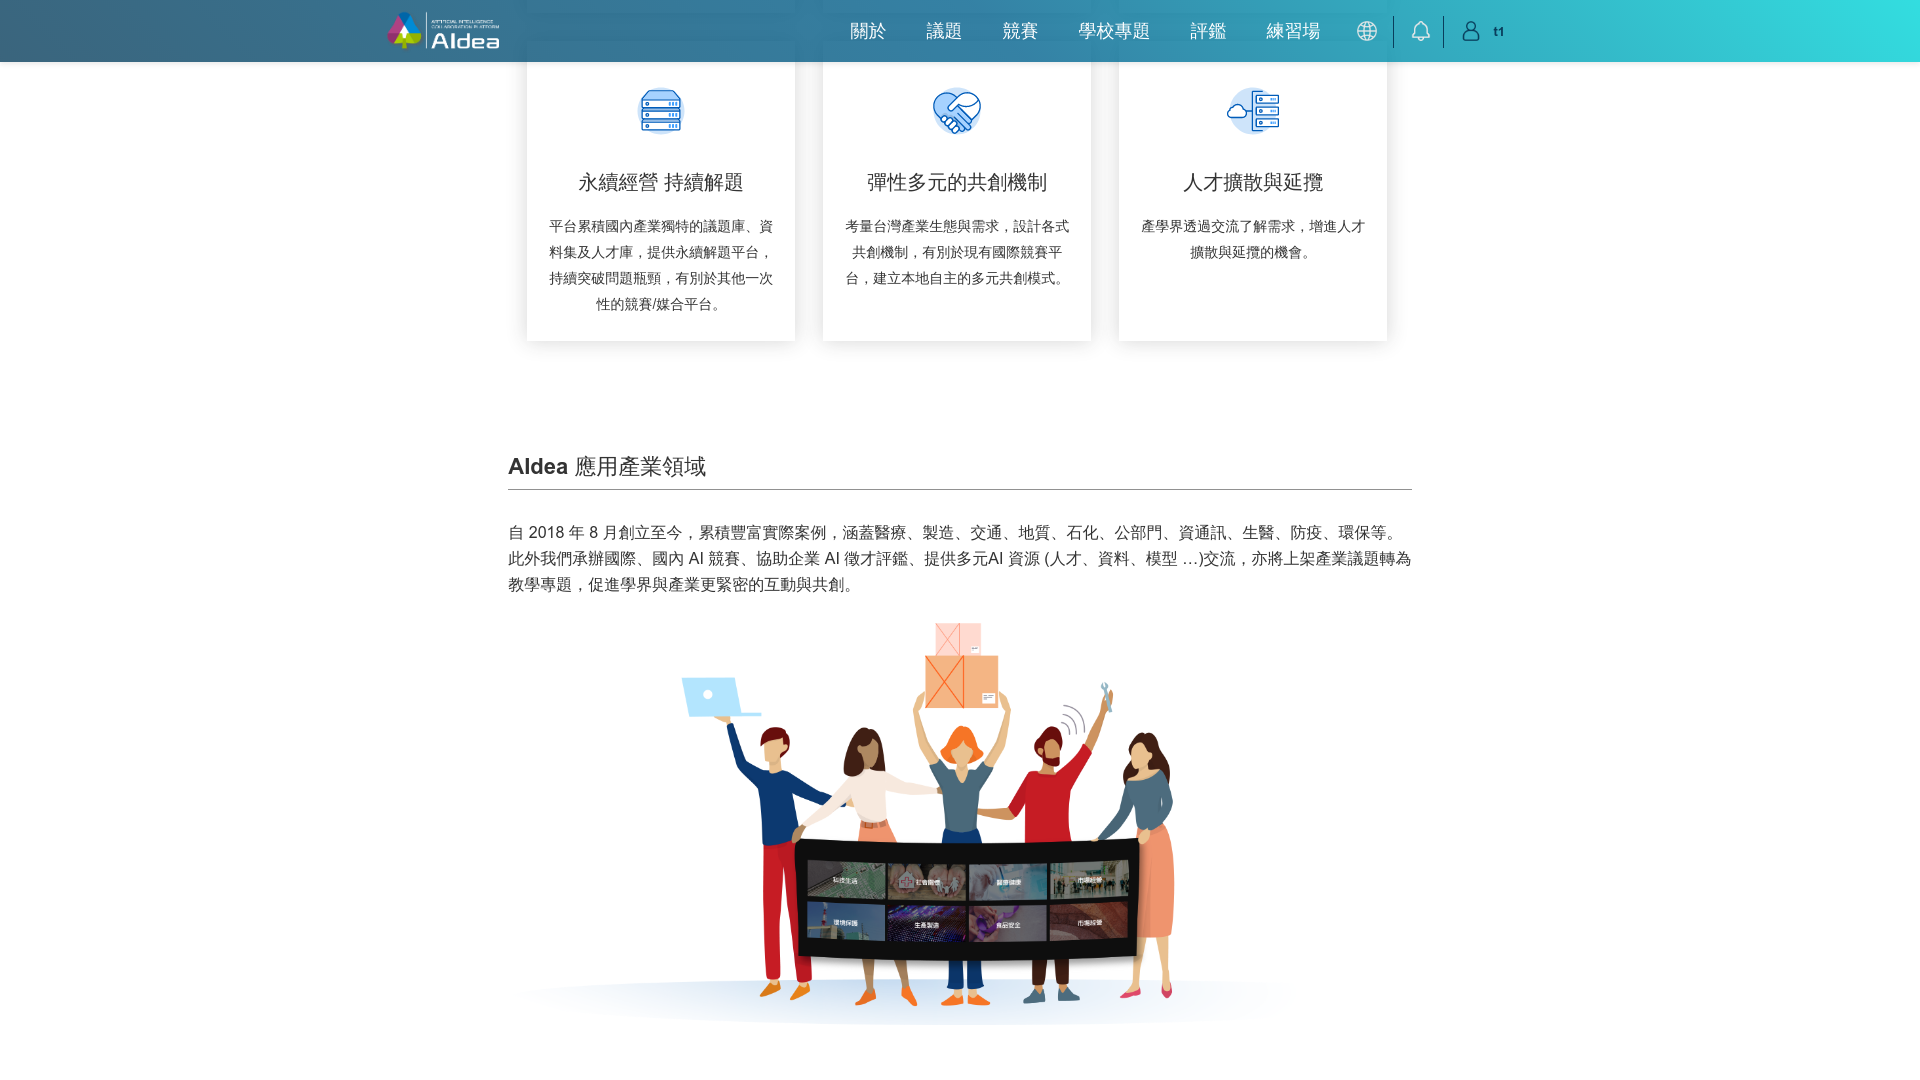 ARTIFICIAL INTELLIGENCE
COLLABORATION PLATFORM
AIdea
關於 議題 競賽 學校專題 評鑑 練習場 t1
永續經營 持續解題
平台累積國內產業獨特的議題庫、資
料集及人才庫，提供永續解題平台，
持續突破問題瓶頸，有別於其他一次
性的競賽/媒合平台。
彈性多元的共創機制
考量台灣產業生態與需求，設計各式
共創機制，有別於現有國際競賽平
台，建立本地自主的多元共創模式。
人才擴散與延攬
產學界透過交流了解需求，增進人才
擴散與延攬的機會。
AIdea 應用產業領域
自 2018 年 8 月創立至今，累積豐富實際案例，涵蓋醫療、製造、交通、地質、石化、公部門、資通訊、生醫、防疫、環保等。
此外我們承辦國際、國內 AI 競賽、協助企業 AI 徵才評鑑、提供多元AI 資源 (人才、資料、模型 …)交流，亦將上架產業議題轉為
教學專題，促進學界與產業更緊密的互動與共創。
科技生活 社會關懷 醫療健康 市場經營
環境保護 生產製造 食品安全 市場經營